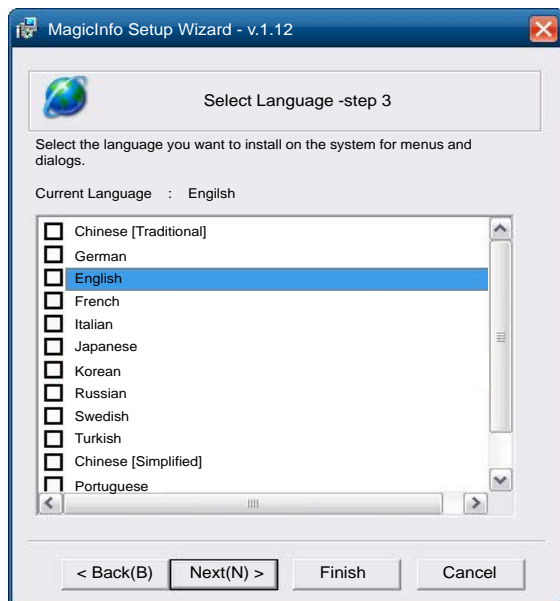 MagicInfo Setup Wizard - v.1.12
Select Language -step 3
Select the language you want to install on the system for menus and
dialogs.
Current Language : Engilsh
Chinese [Traditional]
German
English
French
Italian
Japanese
Korean
Russian
Swedish
Turkish
Chinese [Simplified]
Portuguese
< Back(B) Next(N) > Finish Cancel